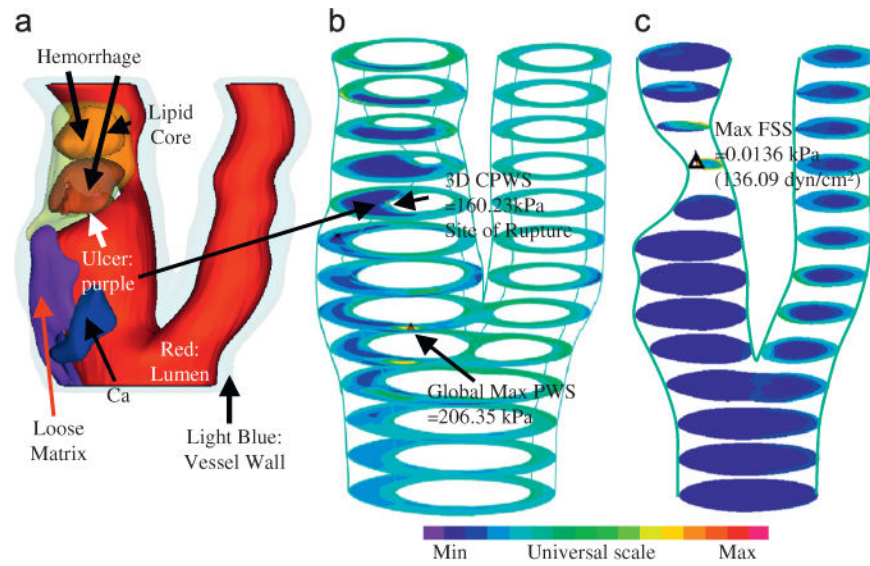 a
Hemorrhage
Lipid
Core
Ulcer:
purple
Red:
Lumen
Ca
Loose
Matrix
Light Blue:
Vessel Wall
b
3D CPWS
=160.23kPa
Site of Rupture
Global Max PWS
=206.35 kPa
c
Max FSS
=0.0136 kPa
(136.09 dyn/cm²)
Min Universal scale Max